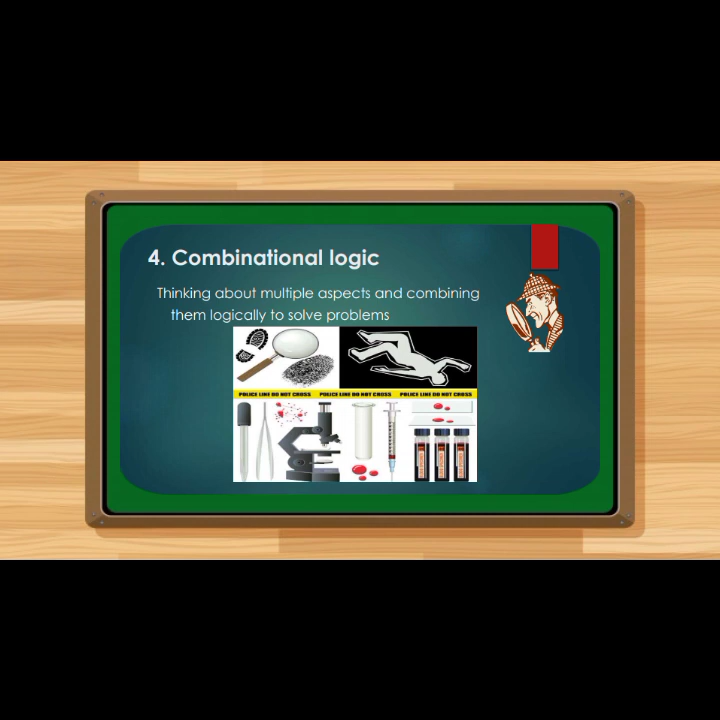 4. Combinational logic
Thinking about multiple aspects and combining
them logically to solve problems
POLICE LINE DO NOT CROSS POLICE LINE DO NOT CROSS POLICE LINE DO NOT CROSS